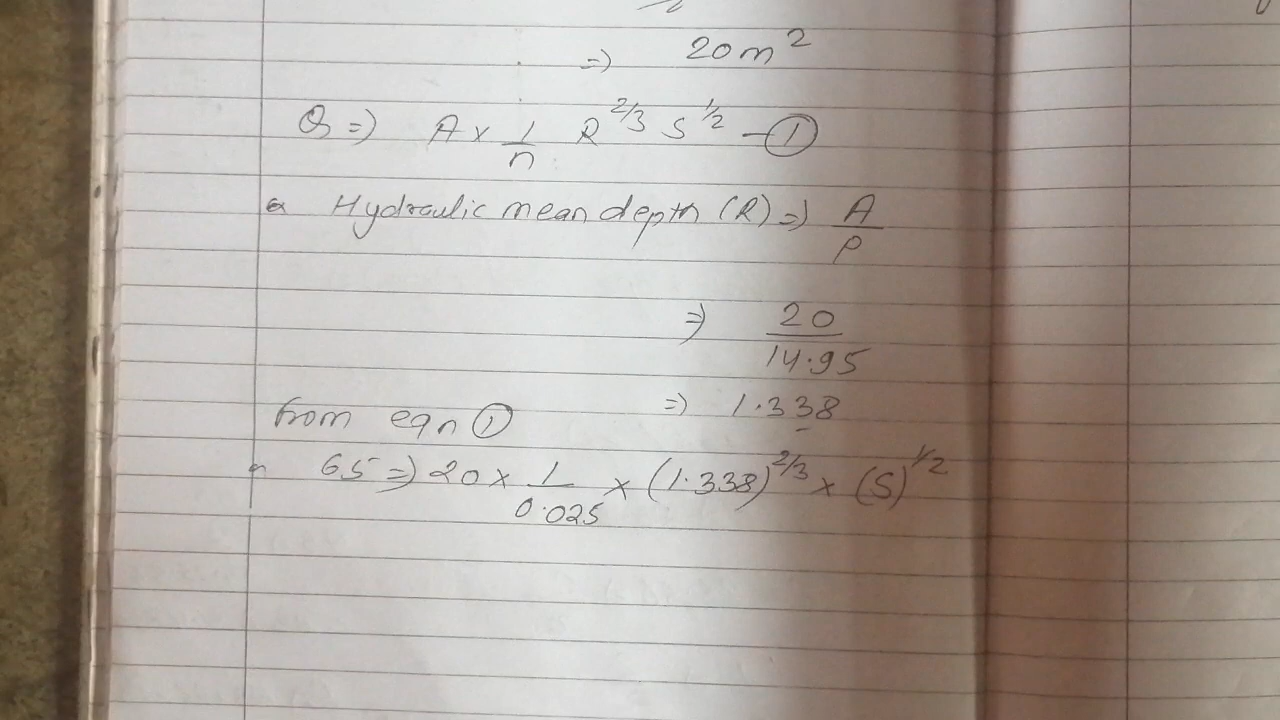 => 20m²
Q => A x 1/n R^2/3 S^1/2 — ①
Hydraulic mean depth (R) => A/P
=> 20/14.95
=> 1.338
from eqn ①
65 => 20 x 1/0.025 x (1.338)^2/3 x (S)^1/2